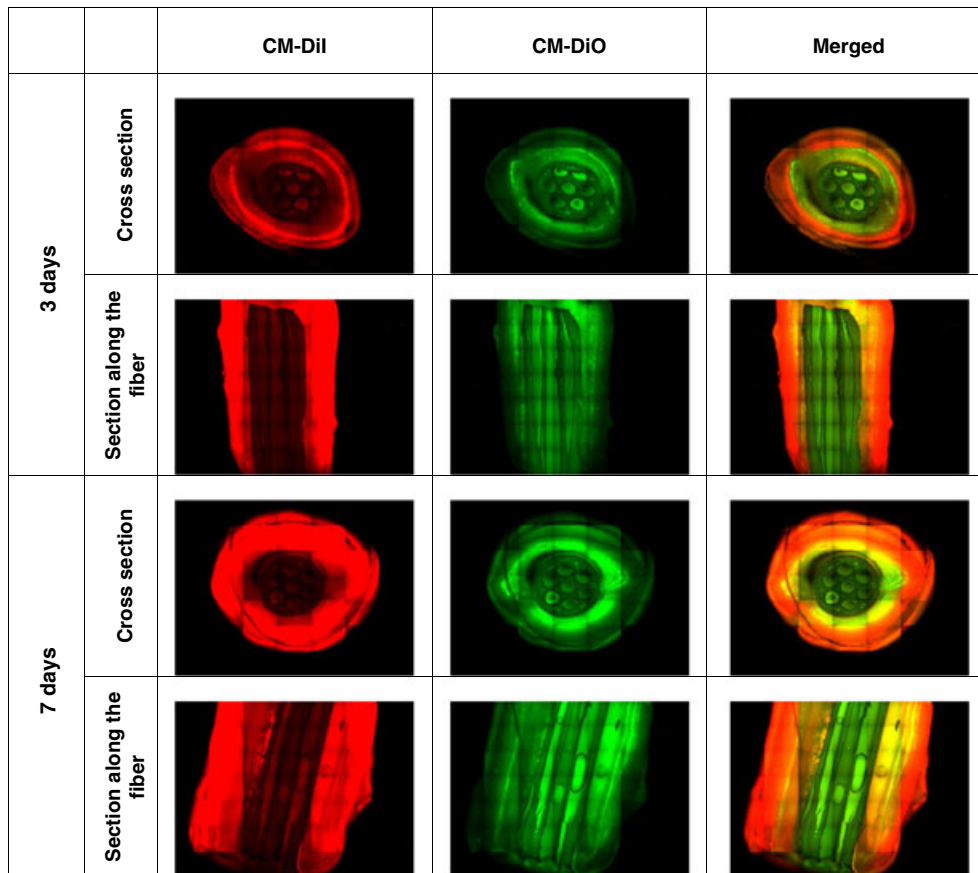 CM-DiI
CM-DiO
Merged
3 days
Cross section
Section along the
fiber
7 days
Cross section
Section along the
fiber